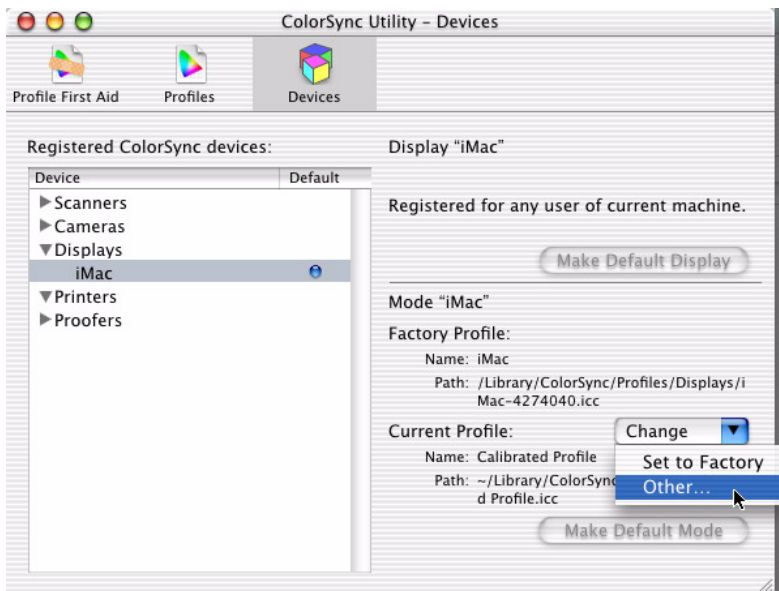 ColorSync Utility – Devices
Profile First Aid
Profiles
Devices
Registered ColorSync devices:
Device
Default
Scanners
Cameras
Displays
iMac
Printers
Proofers
Display “iMac”
Registered for any user of current machine.
Make Default Display
Mode “iMac”
Factory Profile:
Name: iMac
Path: /Library/ColorSync/Profiles/Displays/i
Mac-4274040.icc
Current Profile:
Change
Name: Calibrated Profile
Set to Factory
Path: ~/Library/ColorSync
Other...
d Profile.icc
Make Default Mode